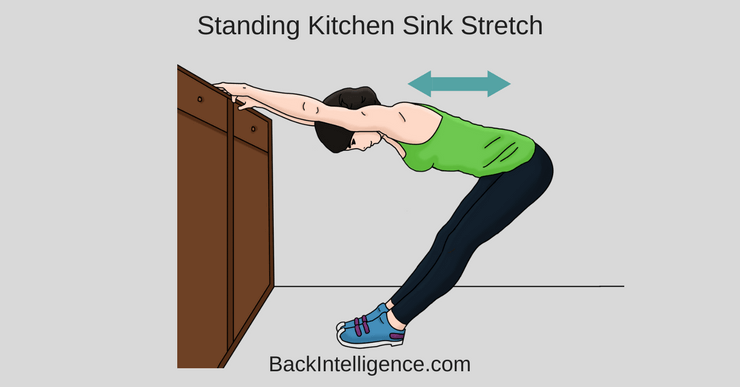 Standing Kitchen Sink Stretch
BackIntelligence.com